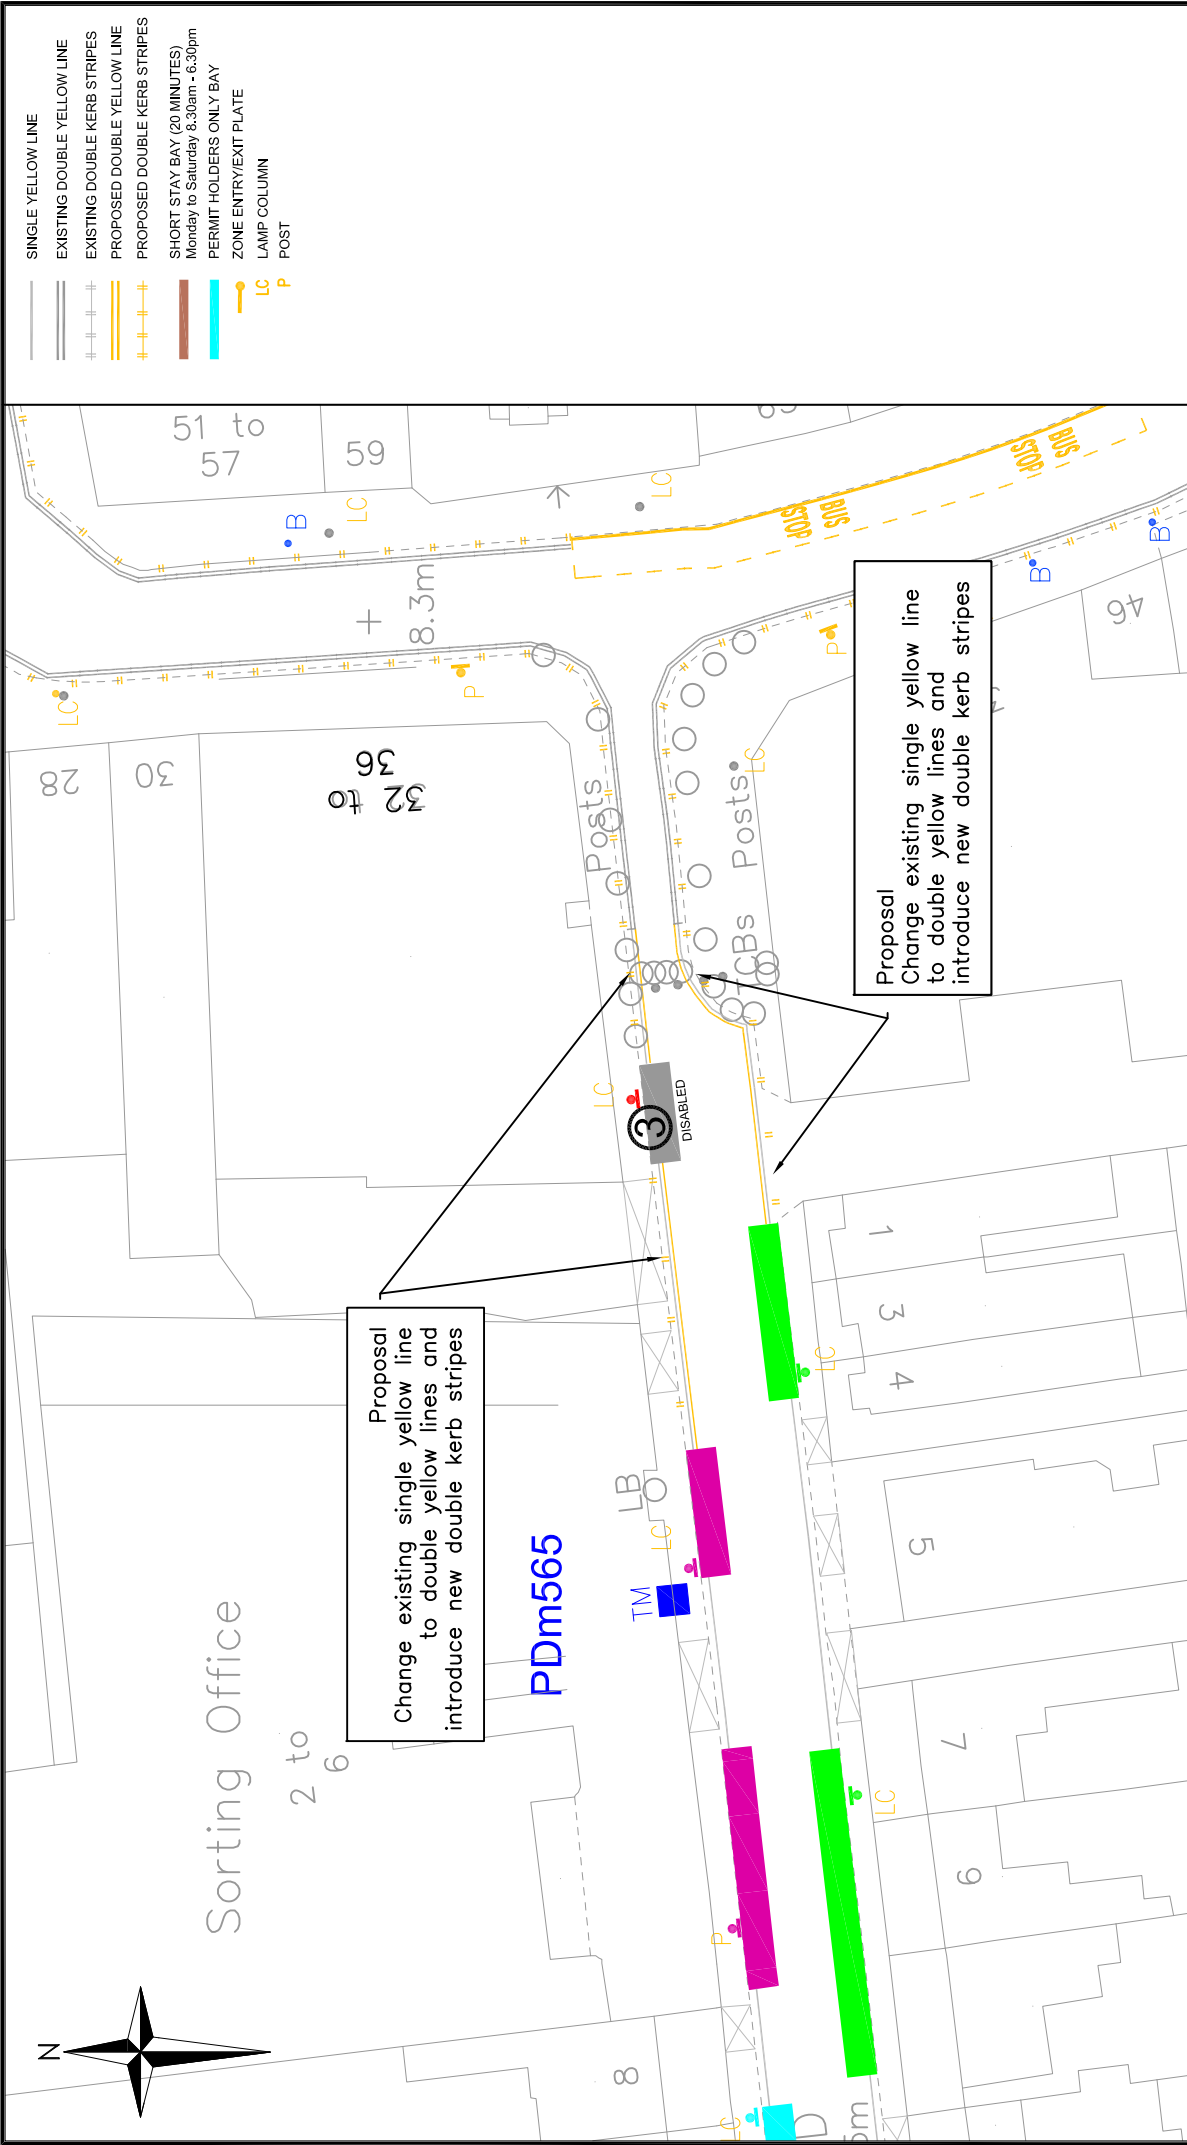 SINGLE YELLOW LINE
EXISTING DOUBLE YELLOW LINE
EXISTING DOUBLE KERB STRIPES
PROPOSED DOUBLE YELLOW LINE
PROPOSED DOUBLE KERB STRIPES
SHORT STAY BAY (20 MINUTES)
Monday to Saturday 8.30am - 6.30pm
PERMIT HOLDERS ONLY BAY
ZONE ENTRY/EXIT PLATE
LC LAMP COLUMN
P POST
N
Sorting Office
2 to
6
8
PDm565
TM
LB
LC
LC
P
LC
Proposal
Change existing single yellow line
to double yellow lines and
introduce new double kerb stripes
3
DISABLED
LC
28
30
32 to
36
LC
P
Posts
8.3m
B
LC
51 to
57
59
LC
STOP
BUS
STOP
BUS
B
B
46
P
LC
Posts
TCBs
Proposal
Change existing single yellow line
to double yellow lines and
introduce new double kerb stripes
1
3
4
LC
5
7
LC
9
D